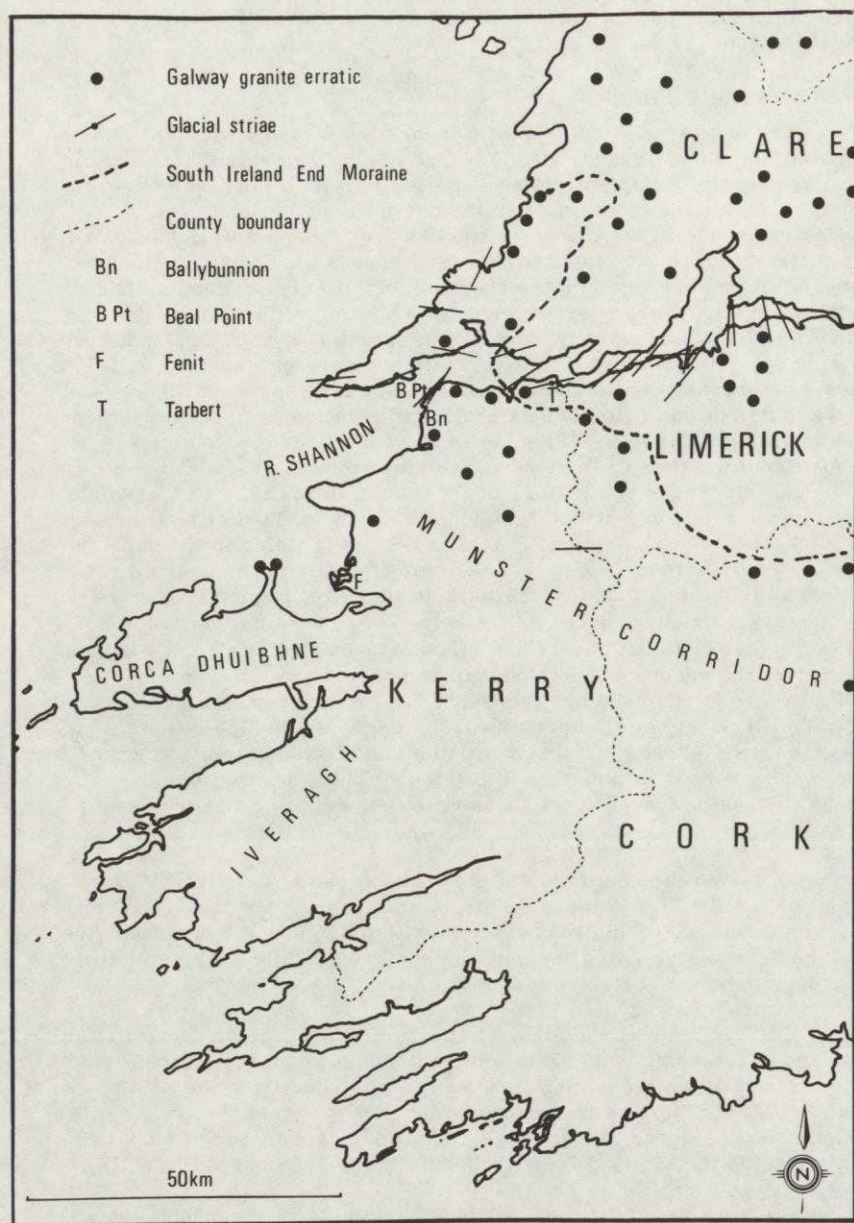 Galway granite erratic
Glacial striae
South Ireland End Moraine
County boundary
Bn Ballybunnion
B Pt Beal Point
F Fenit
T Tarbert
CLARE
B Pt
T
Bn
R. SHANNON
LIMERICK
MUNSTER CORRIDOR
F
CORCA DHUIBHNE
KERRY
IVERAGH
CORK
50km
N